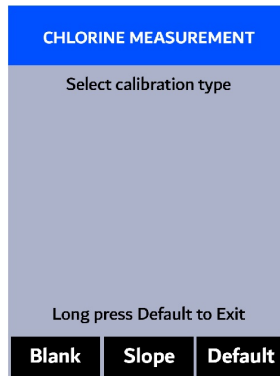 CHLORINE MEASUREMENT
Select calibration type
Long press Default to Exit
Blank Slope Default